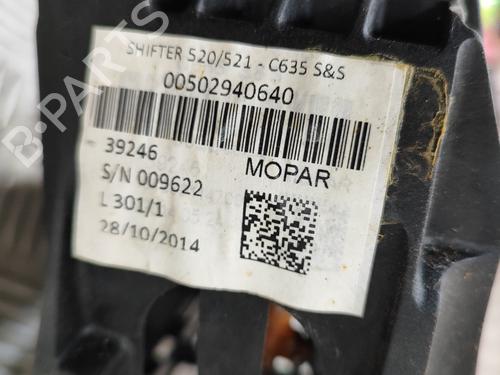 SHIFTER 520/521 - C635 S&S
00502940640
39246
MOPAR
S/N 009622
L 301/1
28/10/2014
B-PARTS